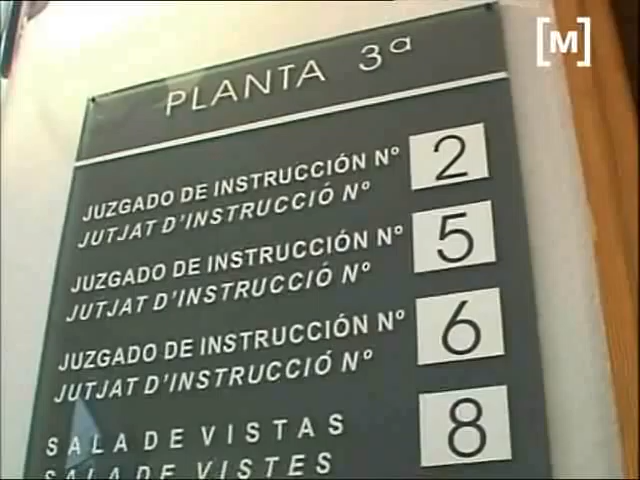 [M]
PLANTA 3ª
JUZGADO DE INSTRUCCIÓN Nº 2
JUTJAT D'INSTRUCCIÓ Nº
JUZGADO DE INSTRUCCIÓN Nº 5
JUTJAT D'INSTRUCCIÓ Nº
JUZGADO DE INSTRUCCIÓN Nº 6
JUTJAT D'INSTRUCCIÓ Nº
SALA DE VISTAS 8
SALA DE VISTES